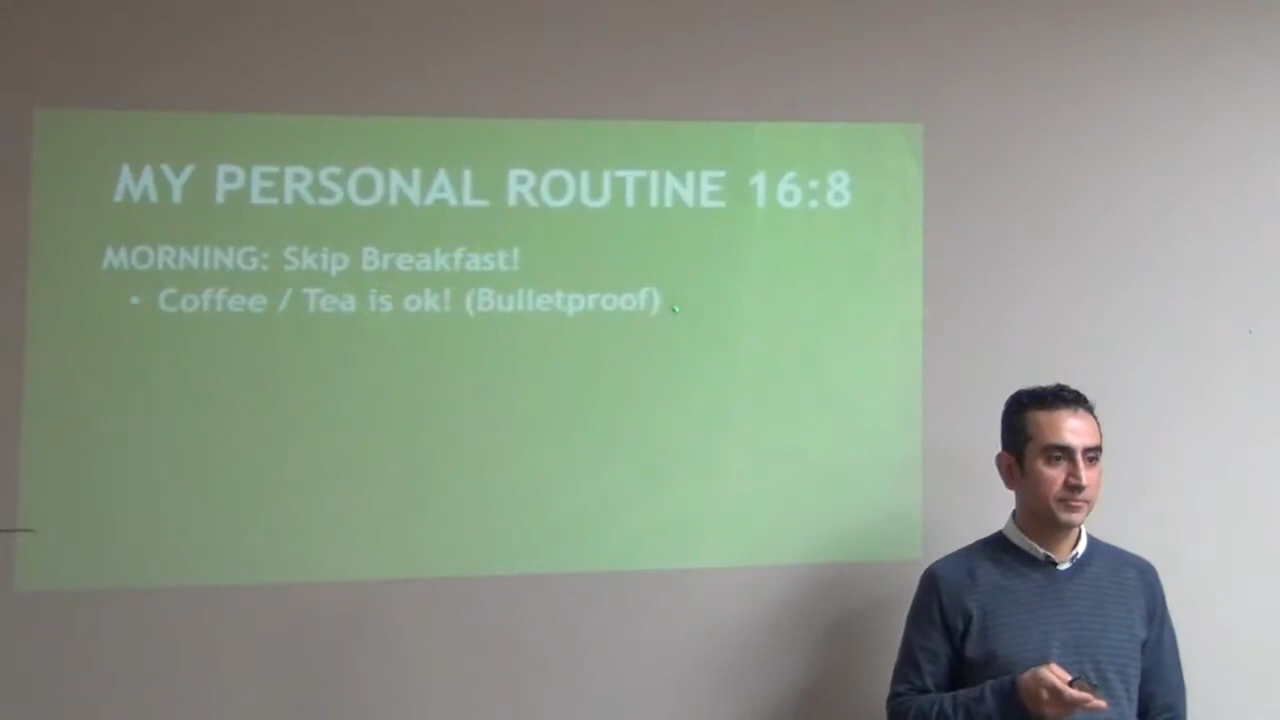 MY PERSONAL ROUTINE 16:8
MORNING: Skip Breakfast!
• Coffee / Tea is ok! (Bulletproof)